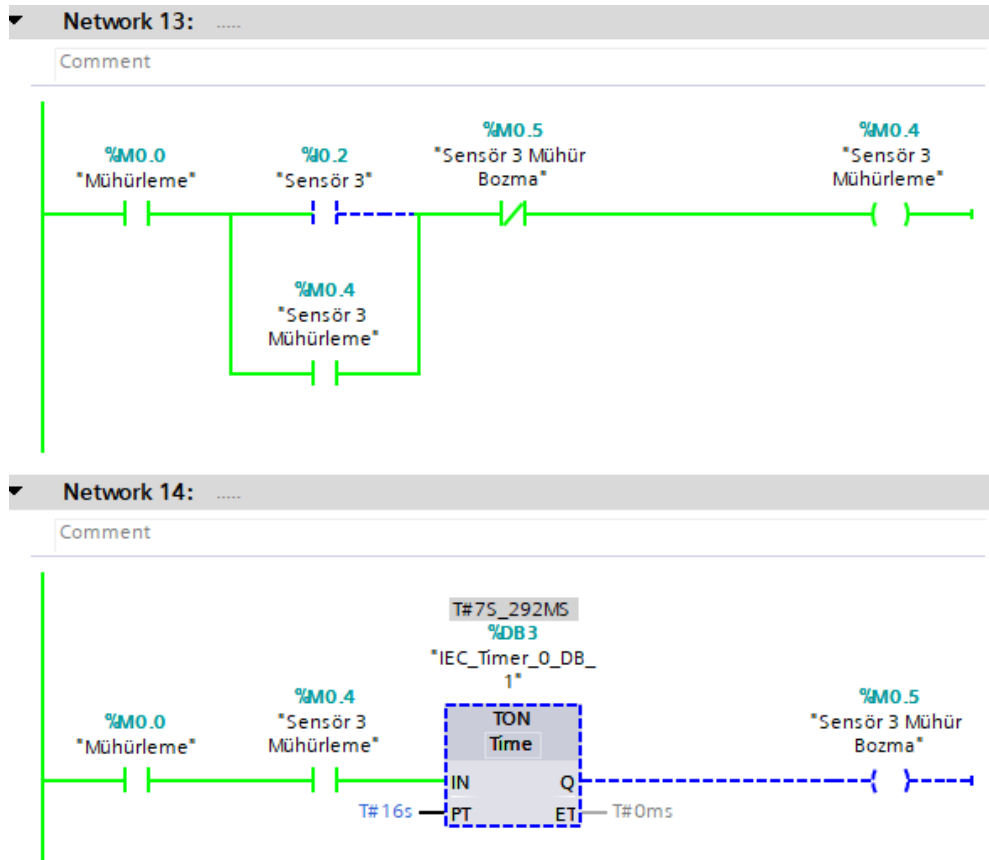 Network 13: .....
Comment
%M0.0
"Mühürleme"
%I0.2
"Sensör 3"
%M0.5
"Sensör 3 Mühür
Bozma"
%M0.4
"Sensör 3
Mühürleme"
%M0.4
"Sensör 3
Mühürleme"
Network 14: .....
Comment
%M0.0
"Mühürleme"
%M0.4
"Sensör 3
Mühürleme"
T#7S_292MS
%DB3
"IEC_Timer_0_DB_
1"
TON
Time
IN
Q
T#16s
PT
ET
T#0ms
%M0.5
"Sensör 3 Mühür
Bozma"